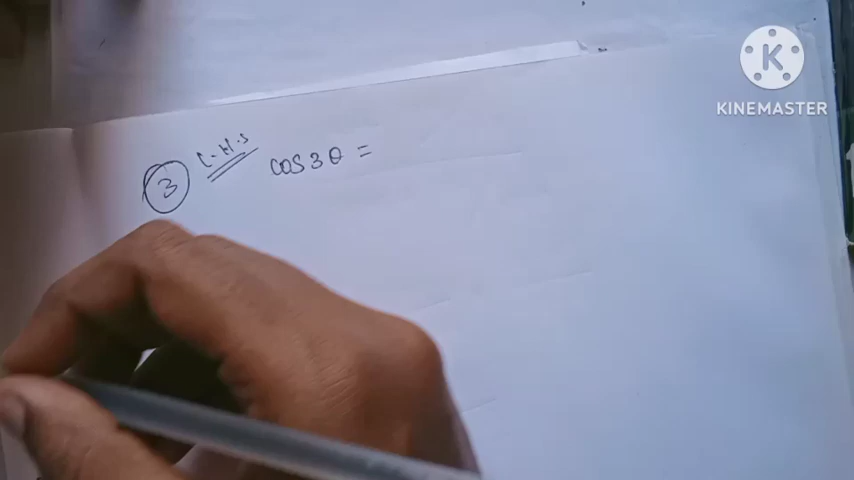 ③ L.H.S cos3θ =
K
KINEMASTER